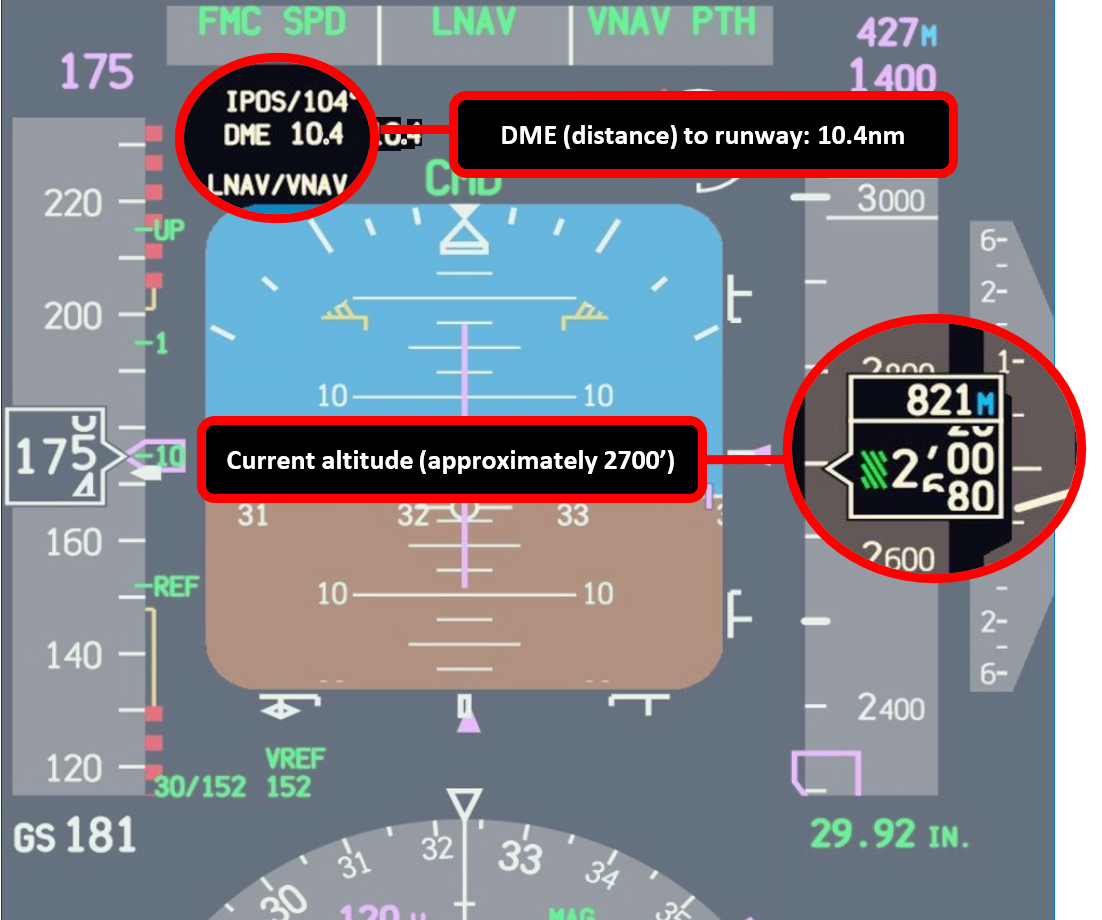 FMC SPD LNAV VNAV PTH
427M
175
1400
IPOS/104°
DME 10.4
DME (distance) to runway: 10.4nm
LNAV/VNAV
CMD
3000
220
UP
6
2
200
1
1
2800
10 10
821M
175
10
Current altitude (approximately 2700’)
2 00
680
31 32 33
160
2600
REF
10 10
2
140
6
2400
120
VREF
30/152 152
GS 181
29.92 IN.
30 31 32 33 34 35
120
MAG